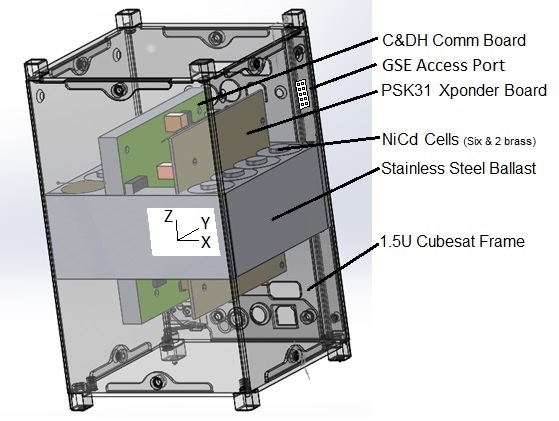 C&DH Comm Board
GSE Access Port
PSK31 Xponder Board
NiCd Cells (Six & 2 brass)
Stainless Steel Ballast
Z
Y
X
1.5U Cubesat Frame